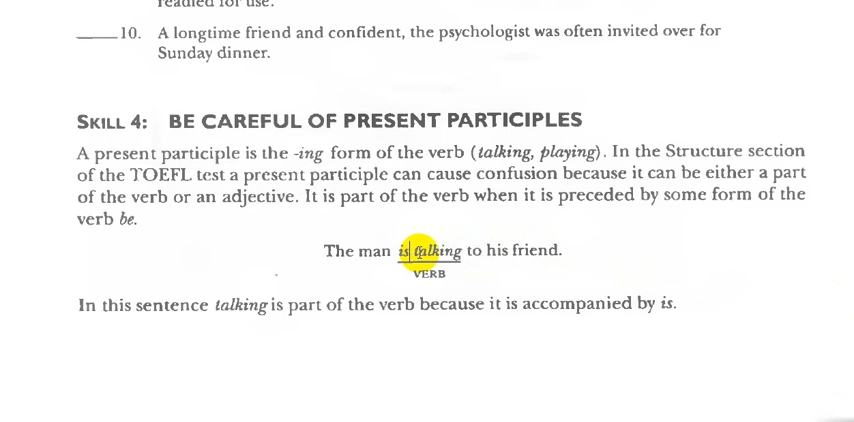 readied for use.
_____10. A longtime friend and confident, the psychologist was often invited over for
Sunday dinner.
SKILL 4: BE CAREFUL OF PRESENT PARTICIPLES
A present participle is the -ing form of the verb (talking, playing). In the Structure section
of the TOEFL test a present participle can cause confusion because it can be either a part
of the verb or an adjective. It is part of the verb when it is preceded by some form of the
verb be.
The man is talking to his friend.
VERB
In this sentence talking is part of the verb because it is accompanied by is.